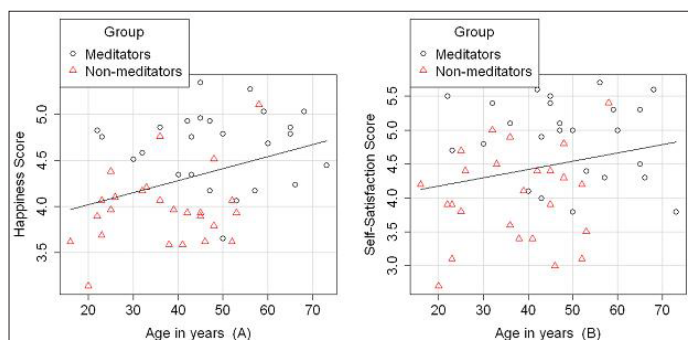 Group
Meditators
Non-meditators
Happiness Score
5.0
4.5
4.0
3.5
20 30 40 50 60 70
Age in years (A)
Group
Meditators
Non-meditators
Self-Satisfaction Score
5.5
5.0
4.5
4.0
3.5
3.0
20 30 40 50 60 70
Age in years (B)